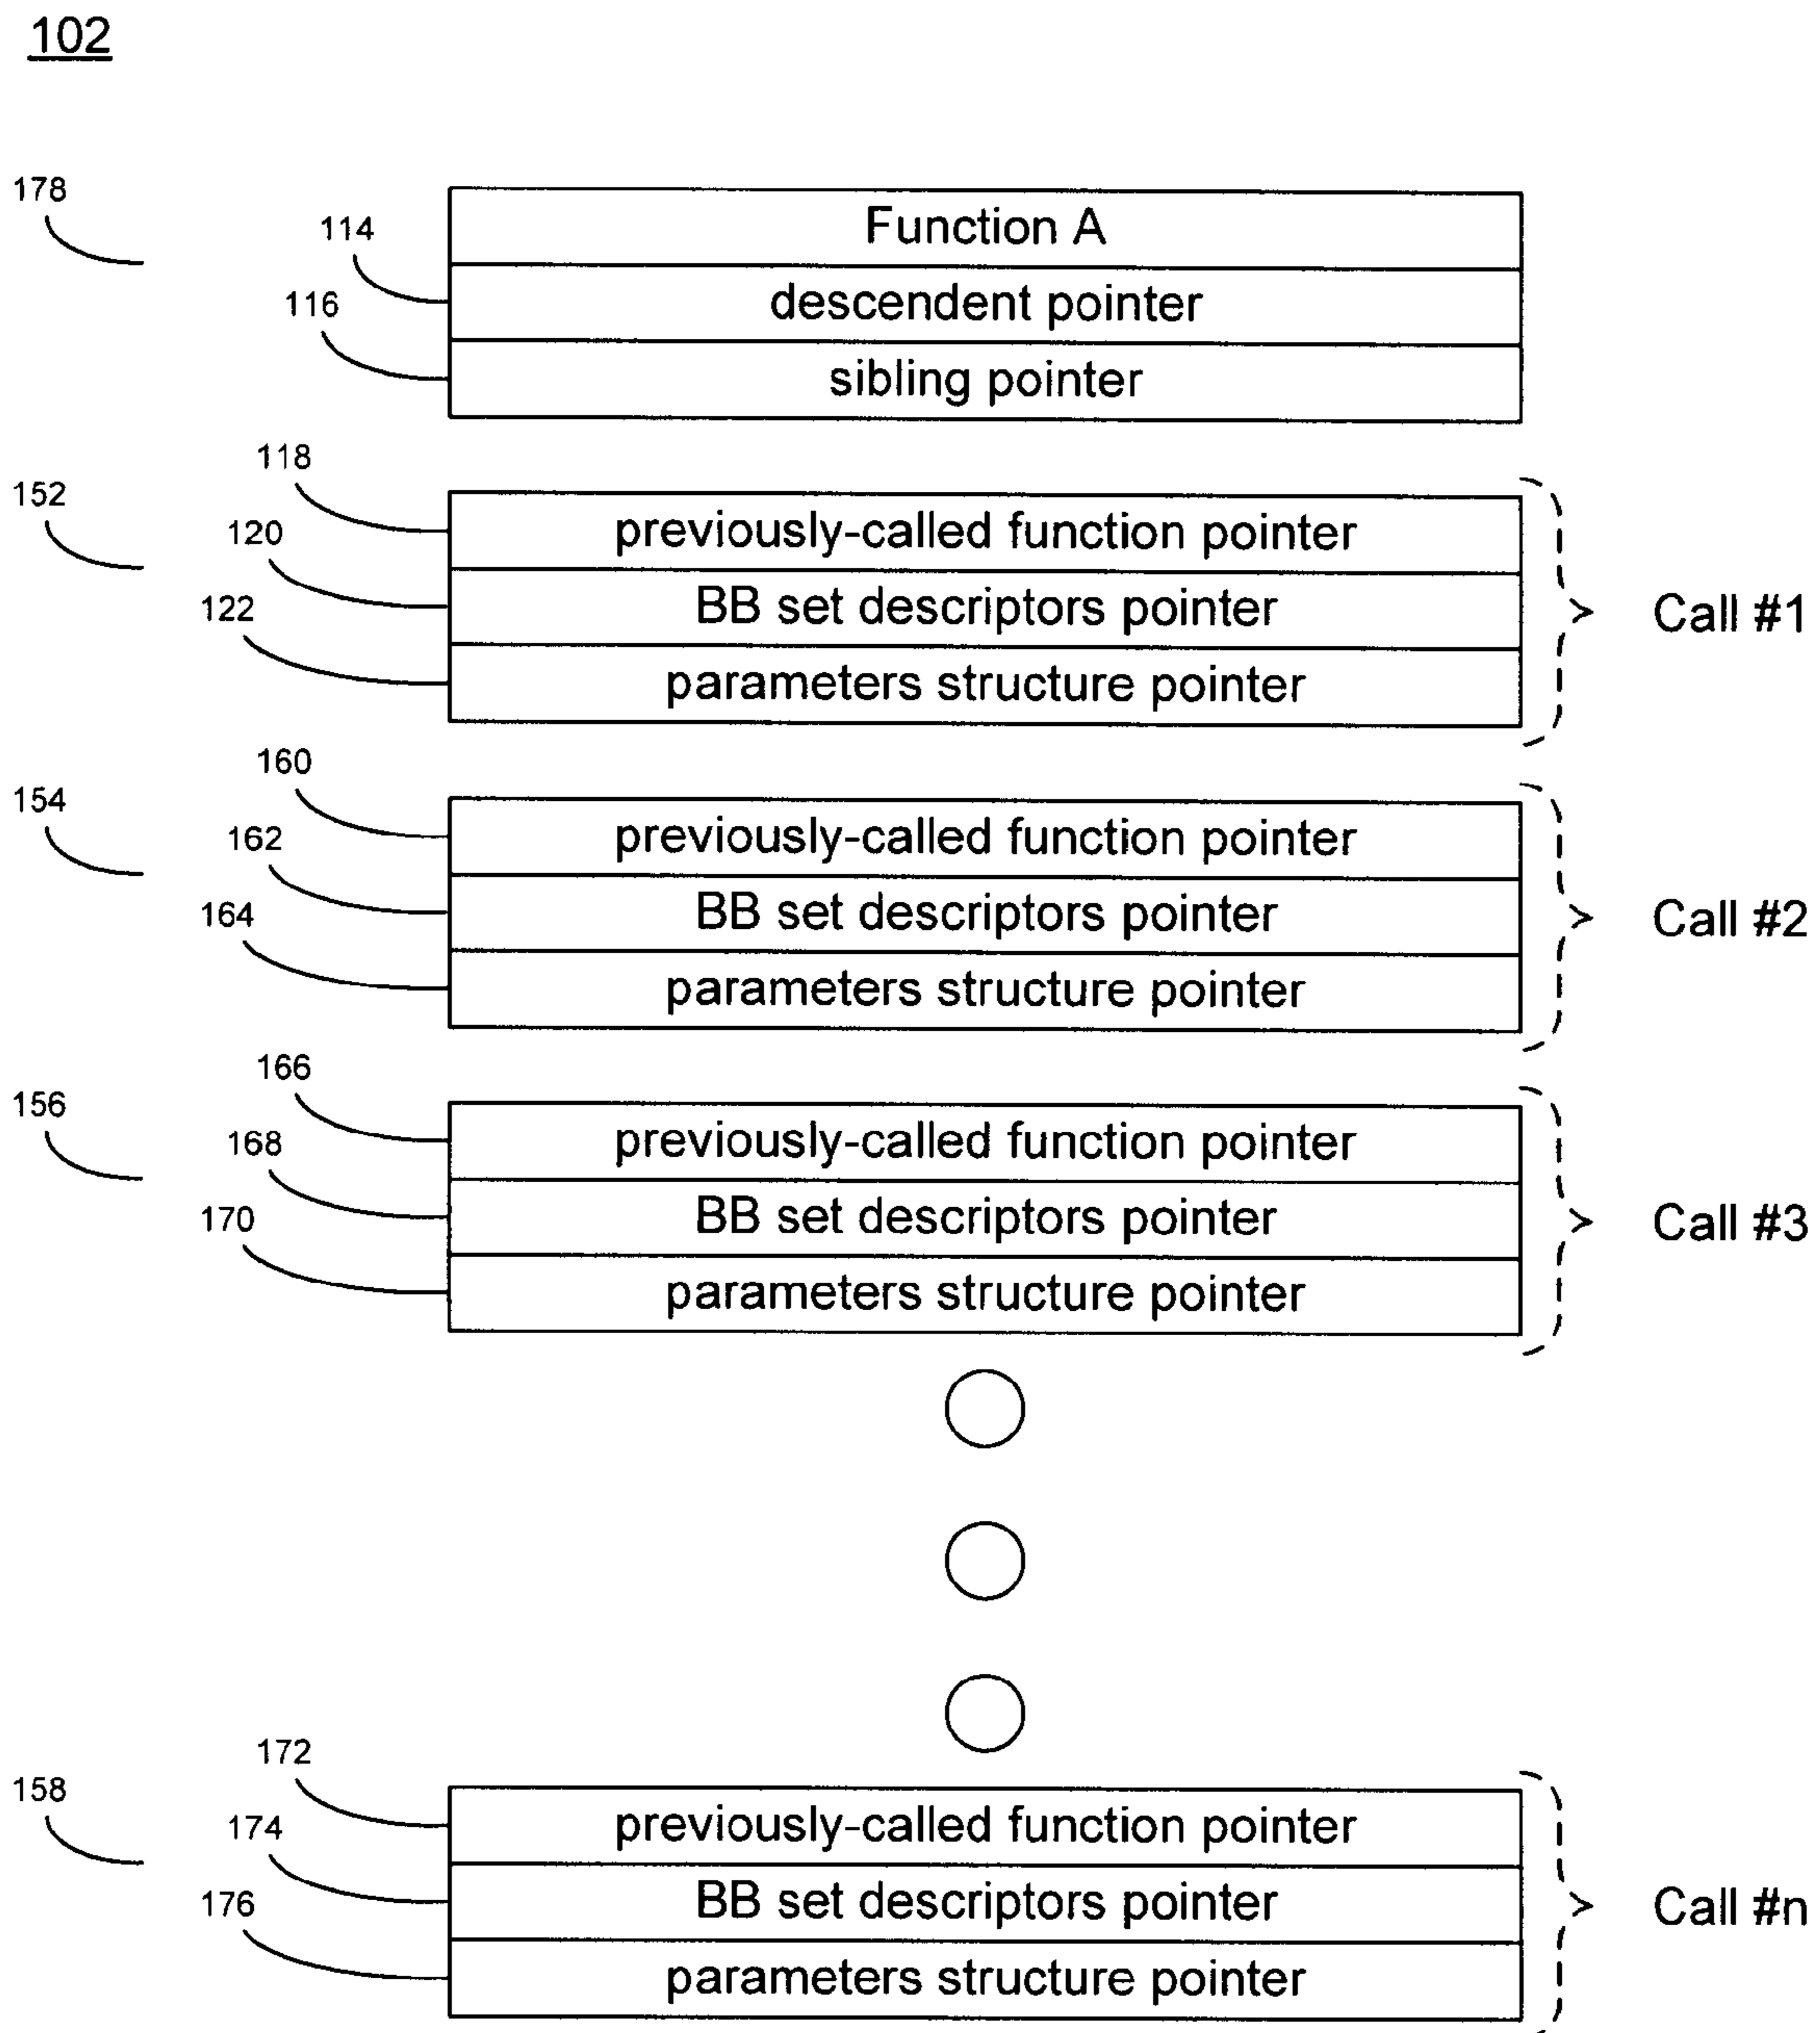 102
178
Function A
114
descendent pointer
116
sibling pointer
118
152
previously-called function pointer
120
BB set descriptors pointer
Call #1
122
parameters structure pointer
160
154
previously-called function pointer
162
BB set descriptors pointer
Call #2
164
parameters structure pointer
166
156
previously-called function pointer
168
BB set descriptors pointer
Call #3
170
parameters structure pointer
172
158
previously-called function pointer
174
BB set descriptors pointer
Call #n
176
parameters structure pointer